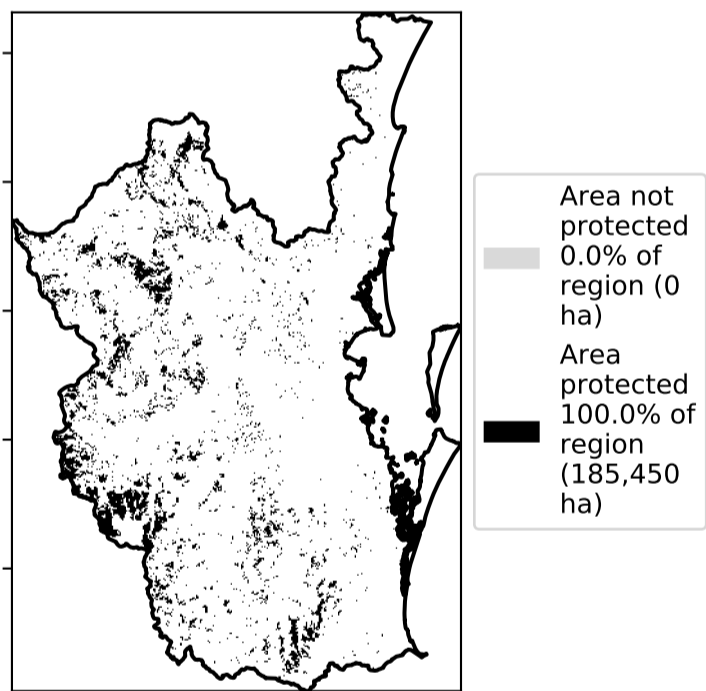 Area not
protected
0.0% of
region (0
ha)
Area
protected
100.0% of
region
(185,450
ha)